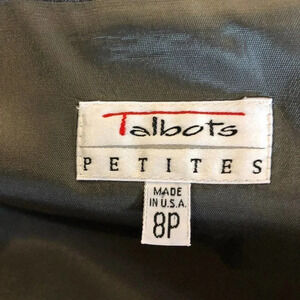 Talbots
PETITES
MADE
IN U.S.A.
8P